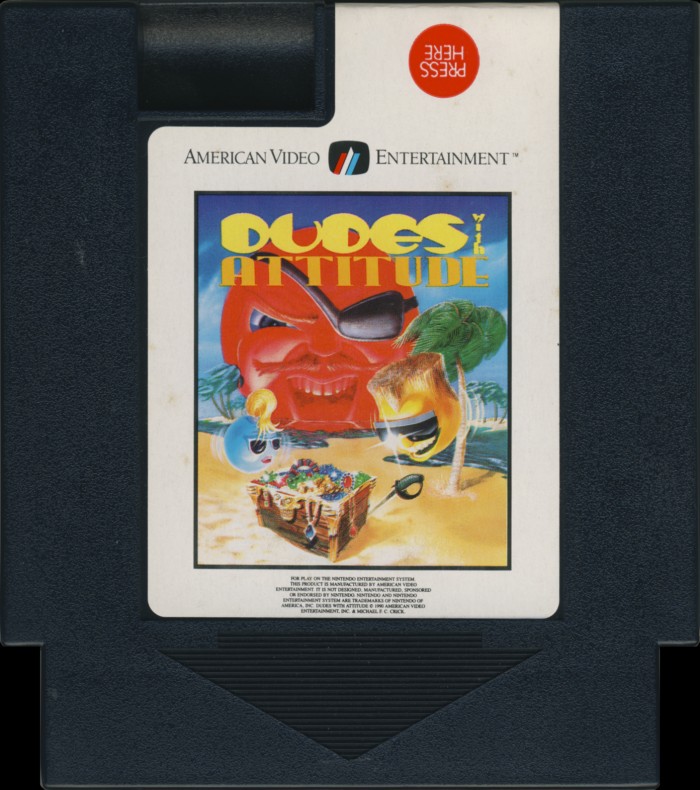 PRESS
HERE
AMERICAN VIDEO ENTERTAINMENT™
DUDES with
ATTITUDE
FOR PLAY ON THE NINTENDO ENTERTAINMENT SYSTEM
THIS PRODUCT IS MANUFACTURED BY AMERICAN VIDEO
ENTERTAINMENT. IT IS NOT DESIGNED, MANUFACTURED, SPONSORED
OR ENDORSED BY NINTENDO. NINTENDO AND NINTENDO
ENTERTAINMENT SYSTEM ARE TRADEMARKS OF NINTENDO OF
AMERICA, INC. DUDES WITH ATTITUDE © 1990 AMERICAN VIDEO
ENTERTAINMENT, INC. & MICHAEL F. C. CRICK.